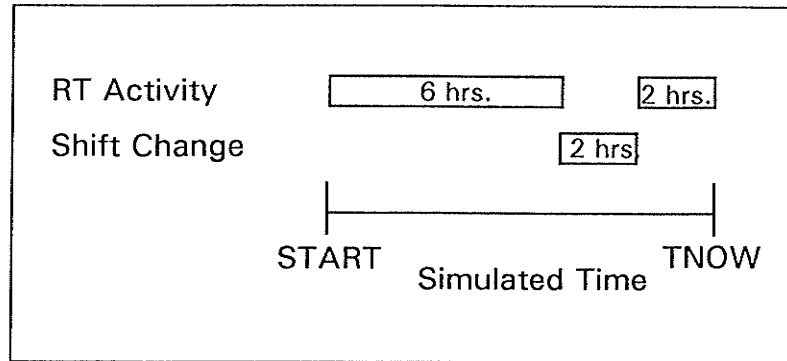 RT Activity 6 hrs. 2 hrs.
Shift Change 2 hrs
START TNOW
Simulated Time